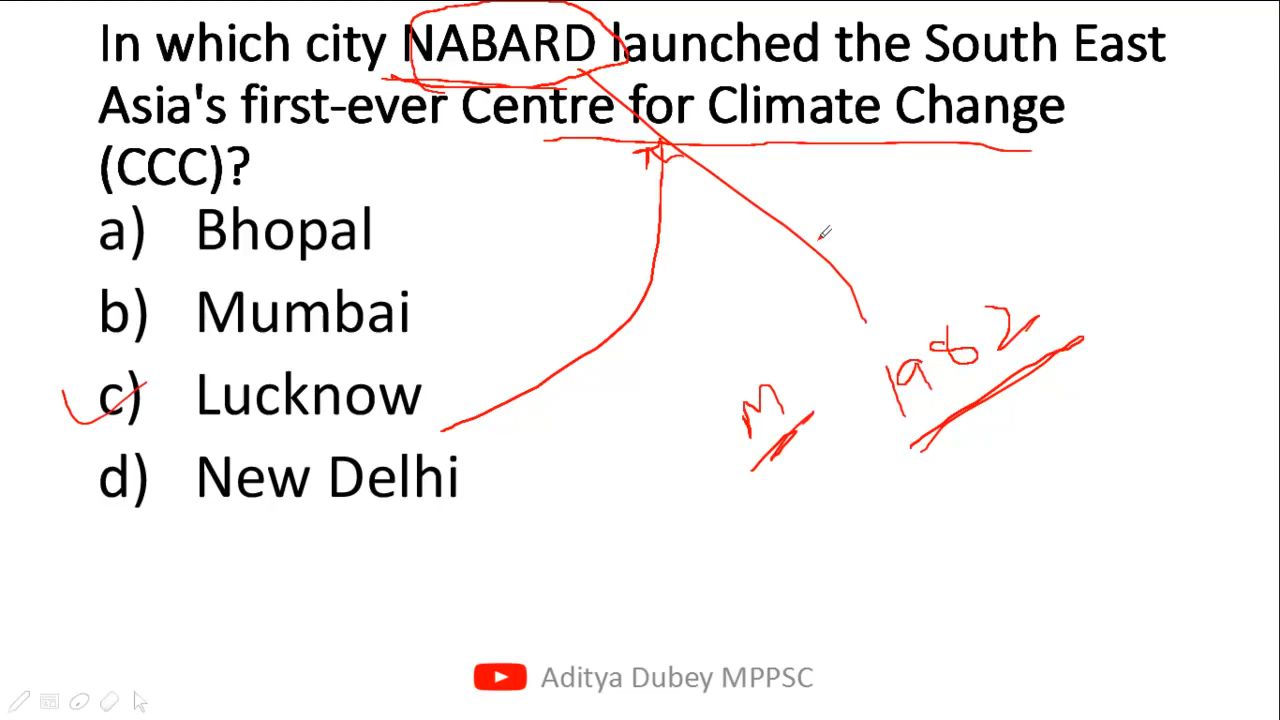 In which city NABARD launched the South East
Asia's first-ever Centre for Climate Change
(CCC)?
a) Bhopal
b) Mumbai
c) Lucknow
d) New Delhi
1982
M
Aditya Dubey MPPSC